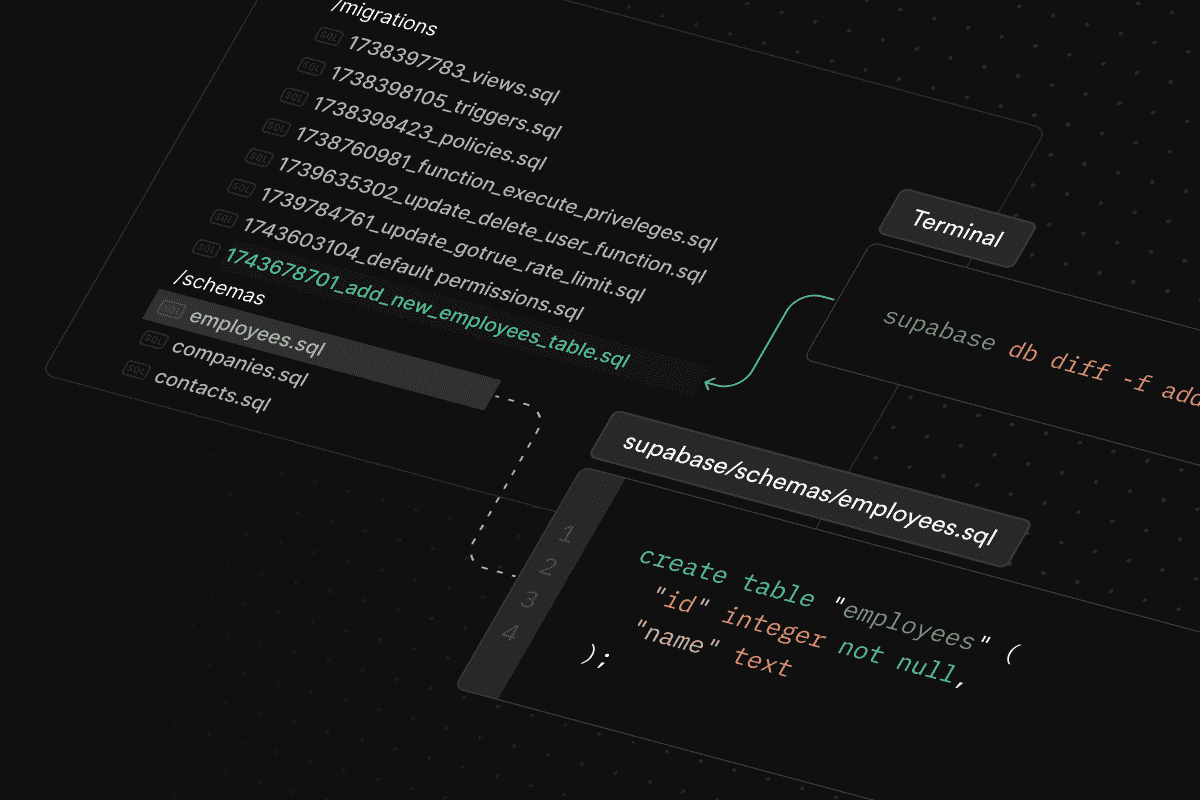 /migrations
SQL 1738397783_views.sql
SQL 1738398105_triggers.sql
SQL 1738398423_policies.sql
SQL 1738760981_function_execute_priveleges.sql
SQL 1739635302_update_delete_user_function.sql
SQL 1739784761_update_gotrue_rate_limit.sql
SQL 1743603104_default permissions.sql
SQL 1743678701_add_new_employees_table.sql
/schemas
SQL employees.sql
SQL companies.sql
SQL contacts.sql
Terminal
supabase db diff -f add
supabase/schemas/employees.sql
1 create table "employees" (
2 "id" integer not null,
3 "name" text
4 );